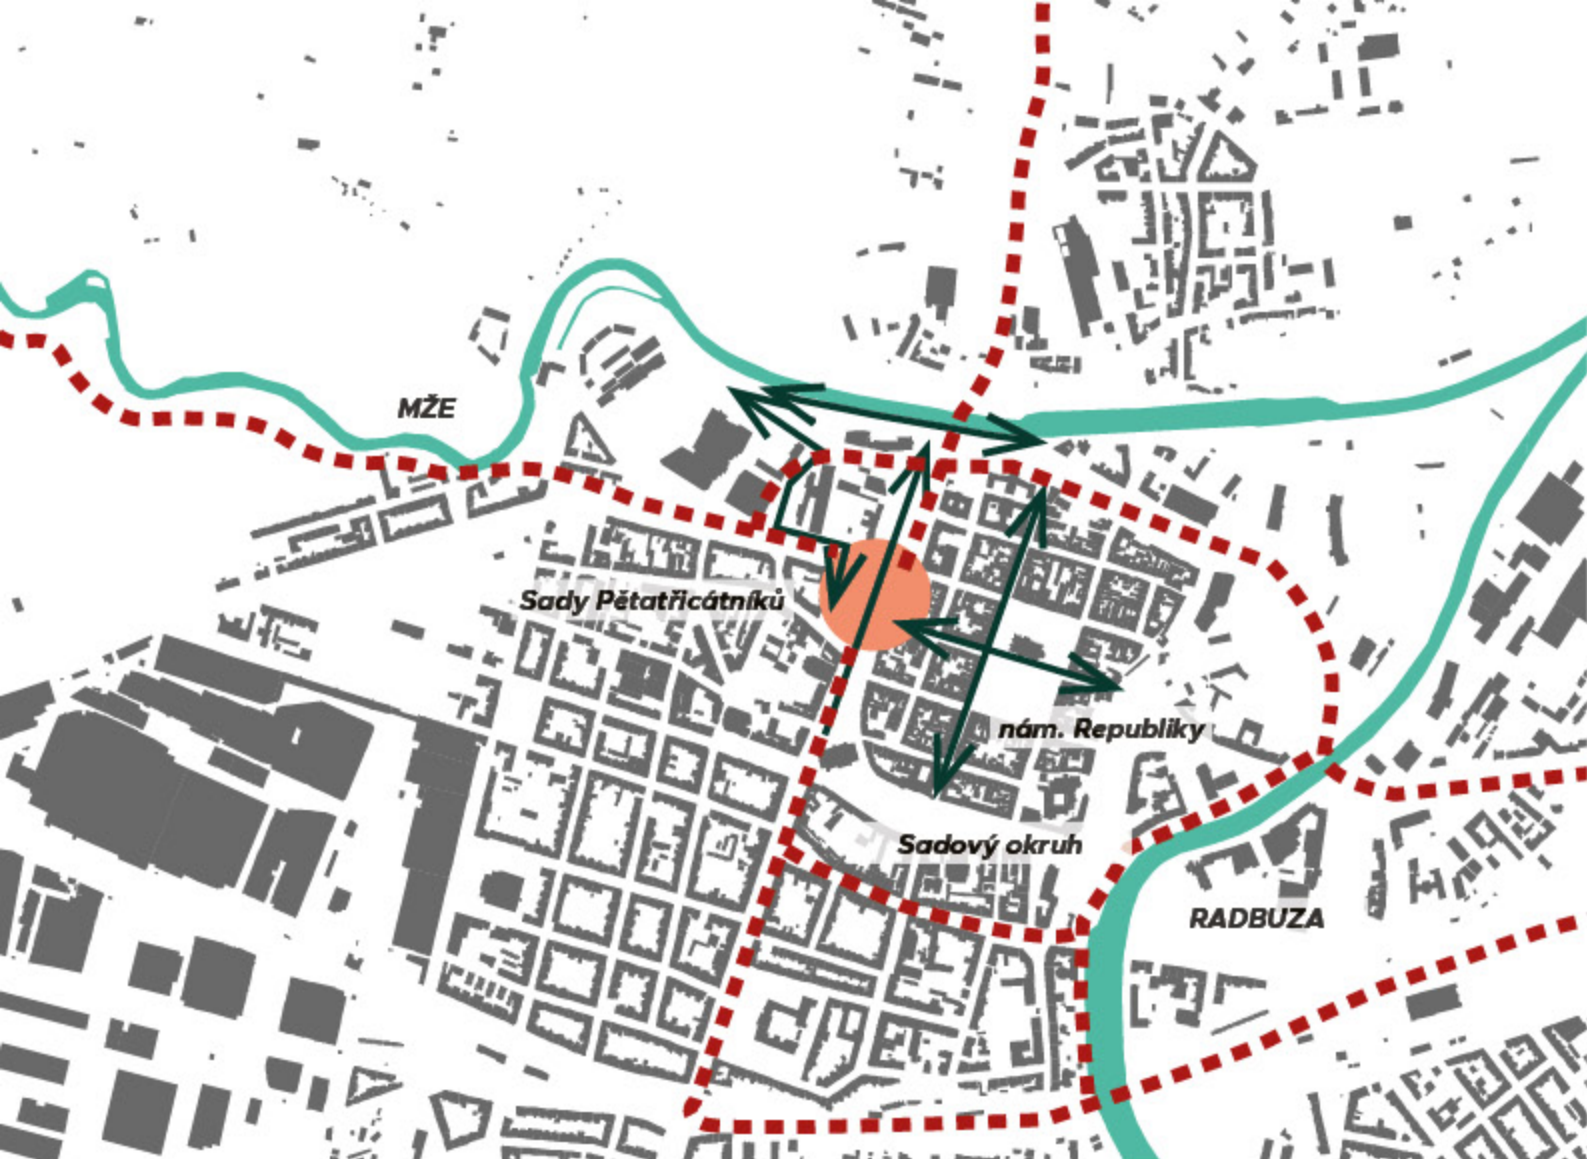 MŽE
Sady Pětatřicátníků
nám. Republiky
Sadový okruh
RADBUZA